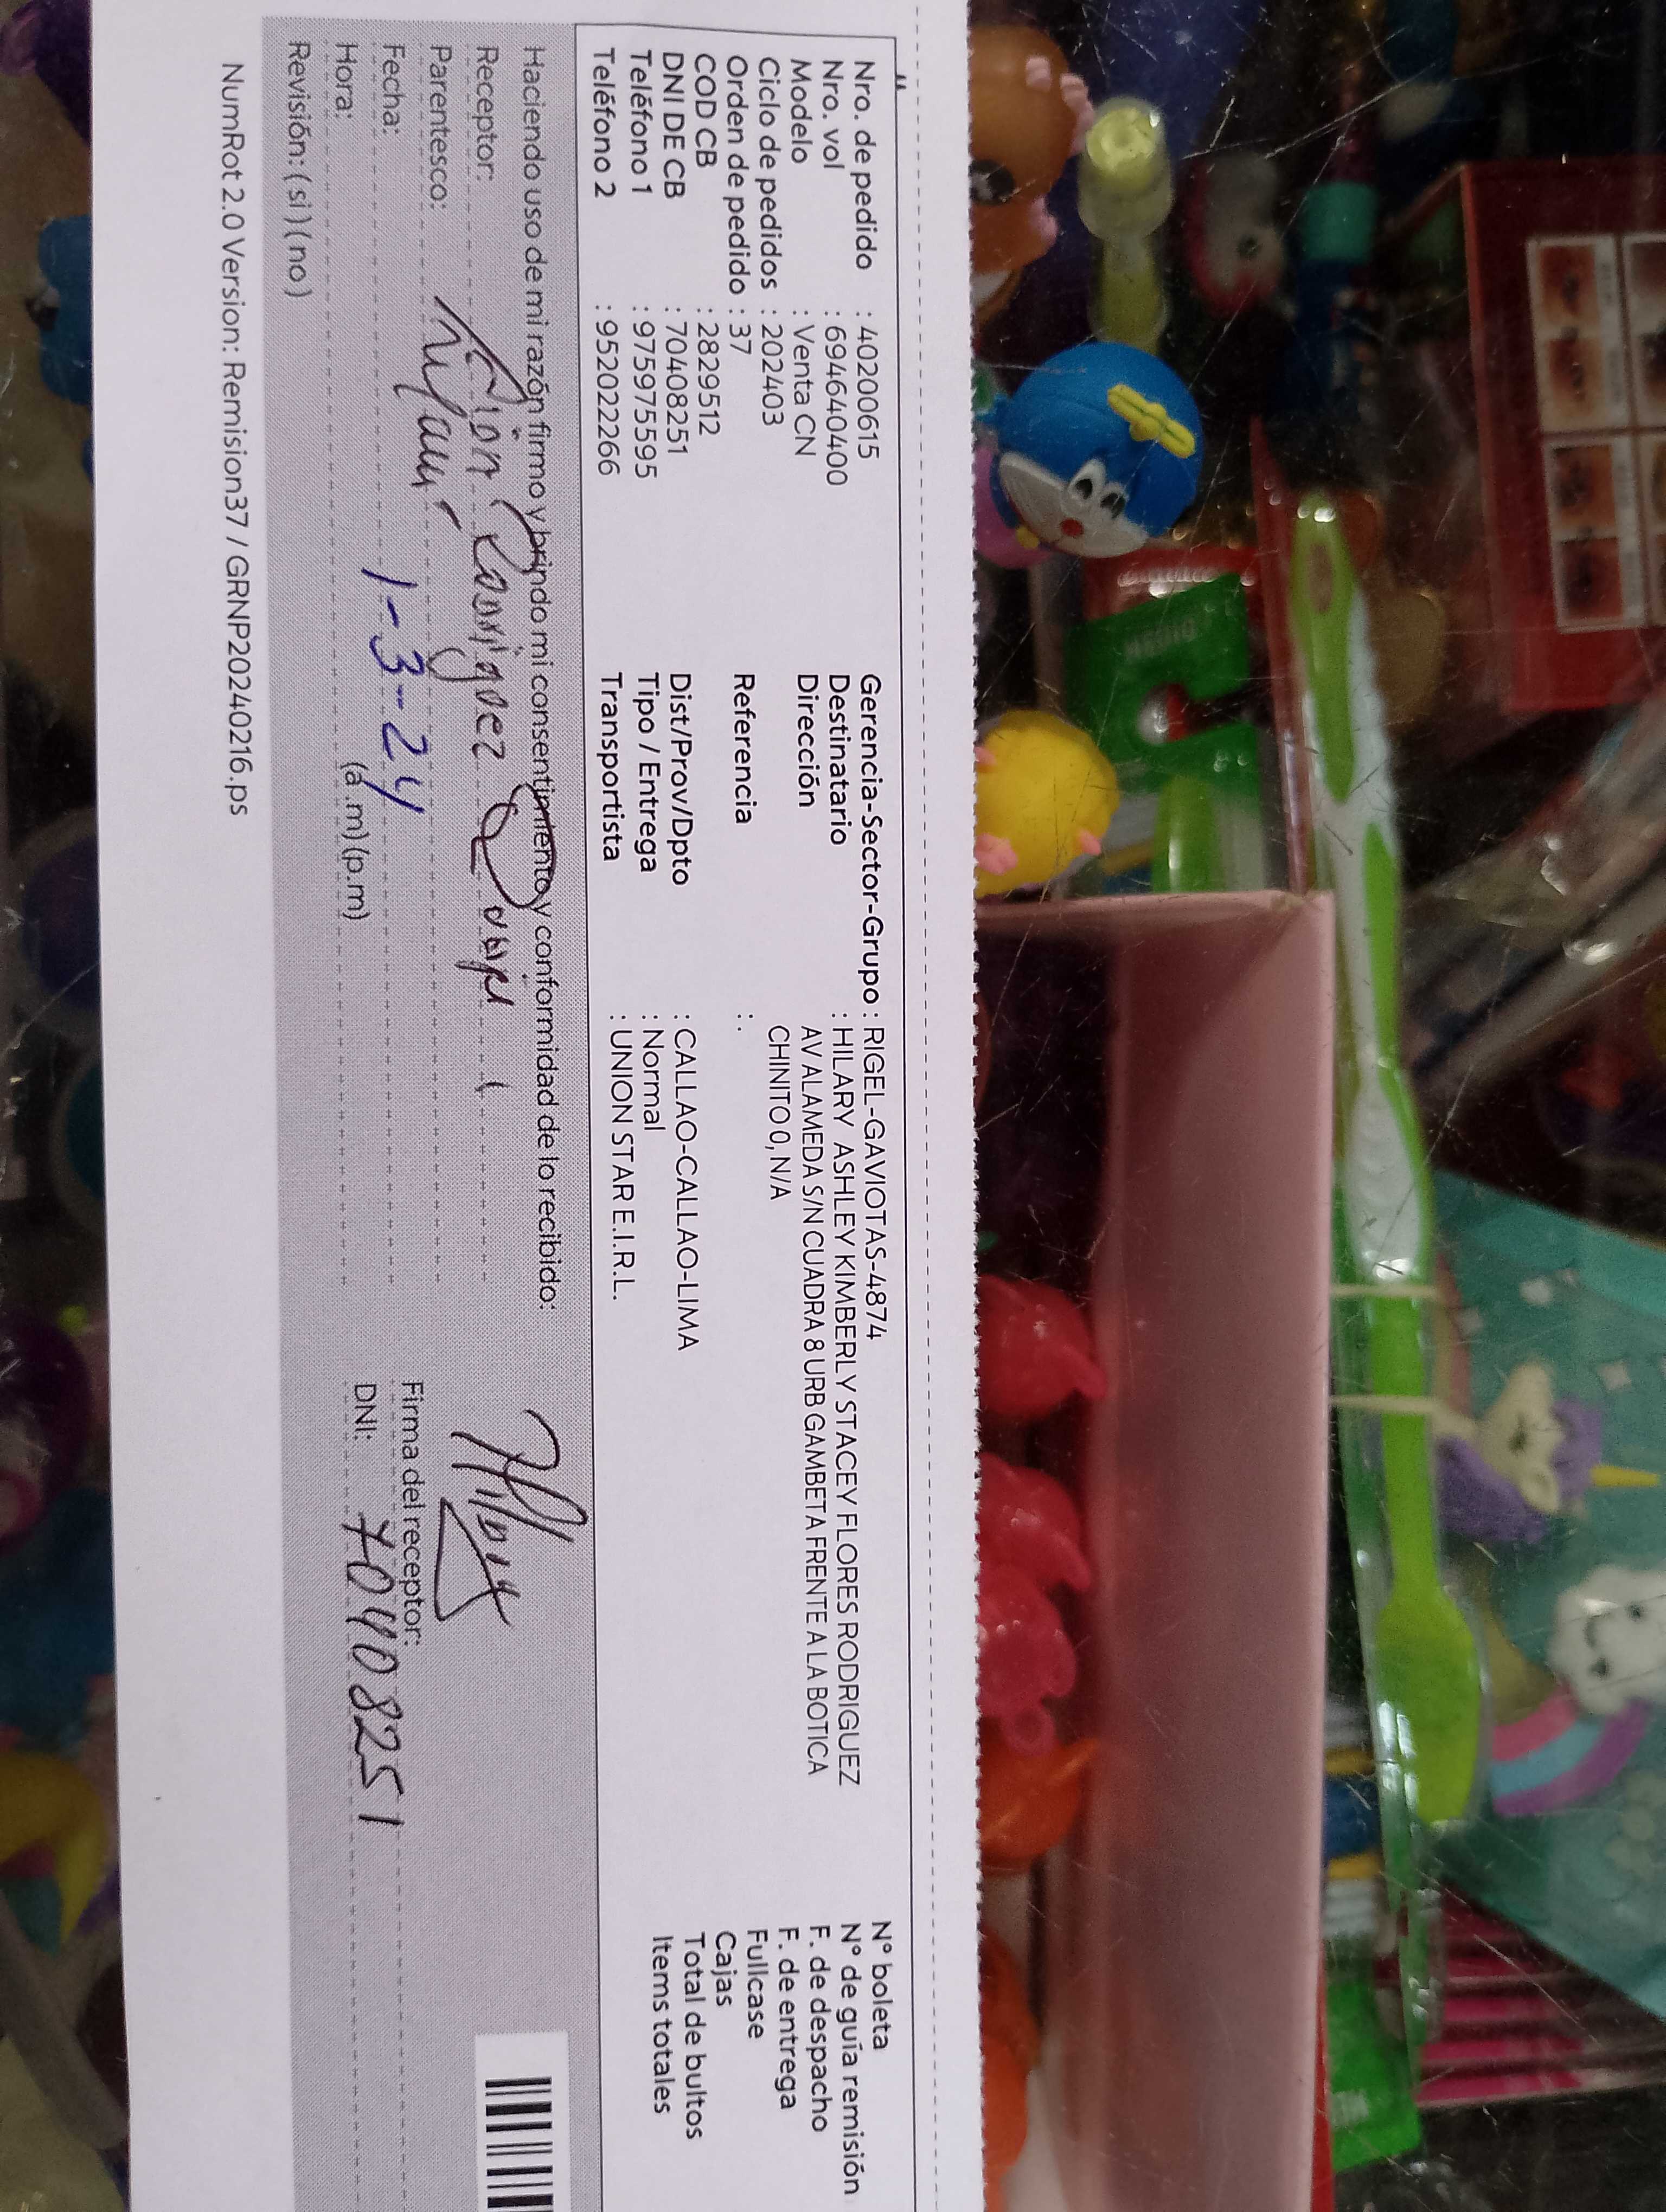 Nro. de pedido : 40200615 Gerencia-Sector-Grupo : RIGEL-GAVIOTAS-4874 N° boleta
Nro. vol : 694640400 Destinatario : HILARY ASHLEY KIMBERLY STACEY FLORES RODRIGUEZ N° de guía remisión
Modelo : Venta CN Dirección AV ALAMEDA S/N CUADRA 8 URB GAMBETA FRENTE A LA BOTICA F. de despacho
Ciclo de pedidos : 202403 CHINITO 0, N/A F. de entrega
Orden de pedido : 37 Referencia : . Fullcase
COD CB : 28295512 Cajas
DNI DE CB : 70408251 Dist/Prov/Dpto : CALLAO-CALLAO-LIMA Total de bultos
Teléfono 1 : 975975595 Tipo / Entrega : Normal Items totales
Teléfono 2 : 952022266 Transportista : UNION STAR E.I.R.L.
Haciendo uso de mi razón firmo y brindo mi consentimiento y conformidad de lo recibido:
Receptor:
Parentesco:
Fecha: 1-3-24 Firma del receptor:
Hora: (a.m)(p.m) DNI: 70408251
Revisión: (si) (no)
NumRot 2.0 Version: Remision37 / GRNP20240216.ps